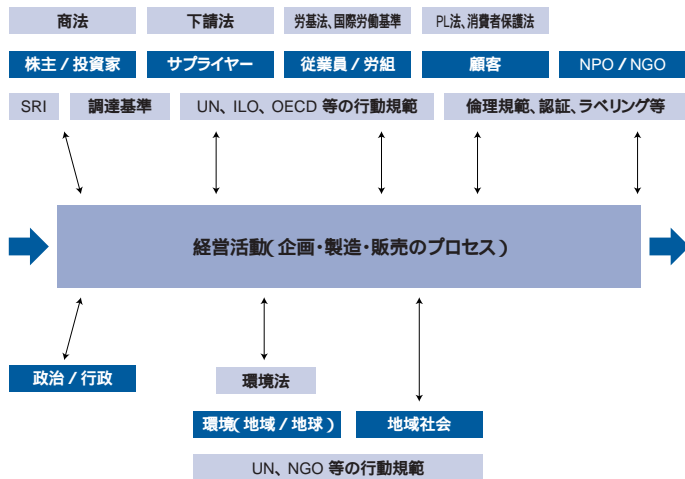 商法
下請法
労基法、国際労働基準
PL法、消費者保護法
株主 / 投資家
サプライヤー
従業員 / 労組
顧客
NPO / NGO
SRI
調達基準
UN、ILO、OECD 等の行動規範
倫理規範、認証、ラベリング等
経営活動(企画・製造・販売のプロセス)
政治 / 行政
環境法
環境(地域 / 地球)
地域社会
UN、NGO 等の行動規範